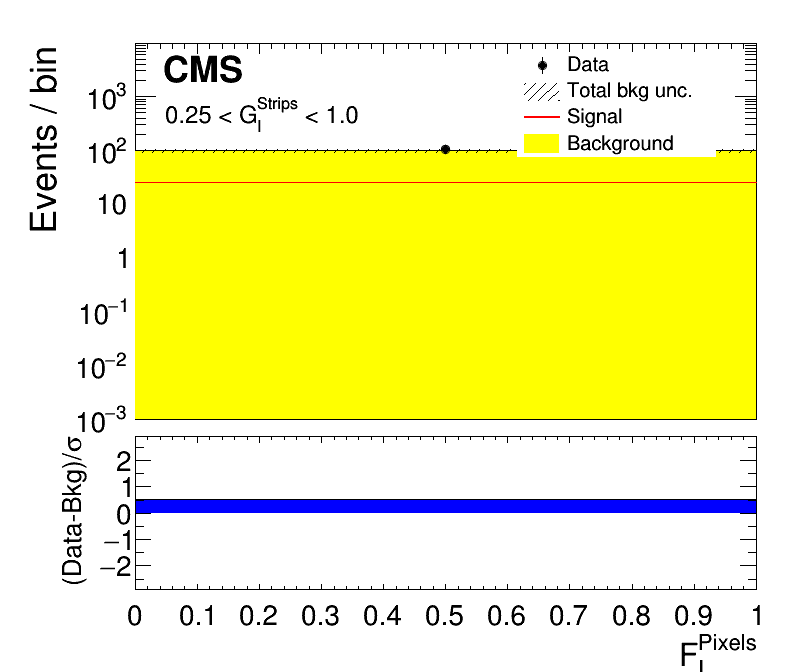 CMS
0.25 < G_I^Strips < 1.0
Data
Total bkg unc.
Signal
Background
Events / bin
10^3
10^2
10
1
10^−1
10^−2
10^−3
(Data-Bkg)/σ
2
1
0
−1
−2
0 0.1 0.2 0.3 0.4 0.5 0.6 0.7 0.8 0.9 1
F_I^Pixels